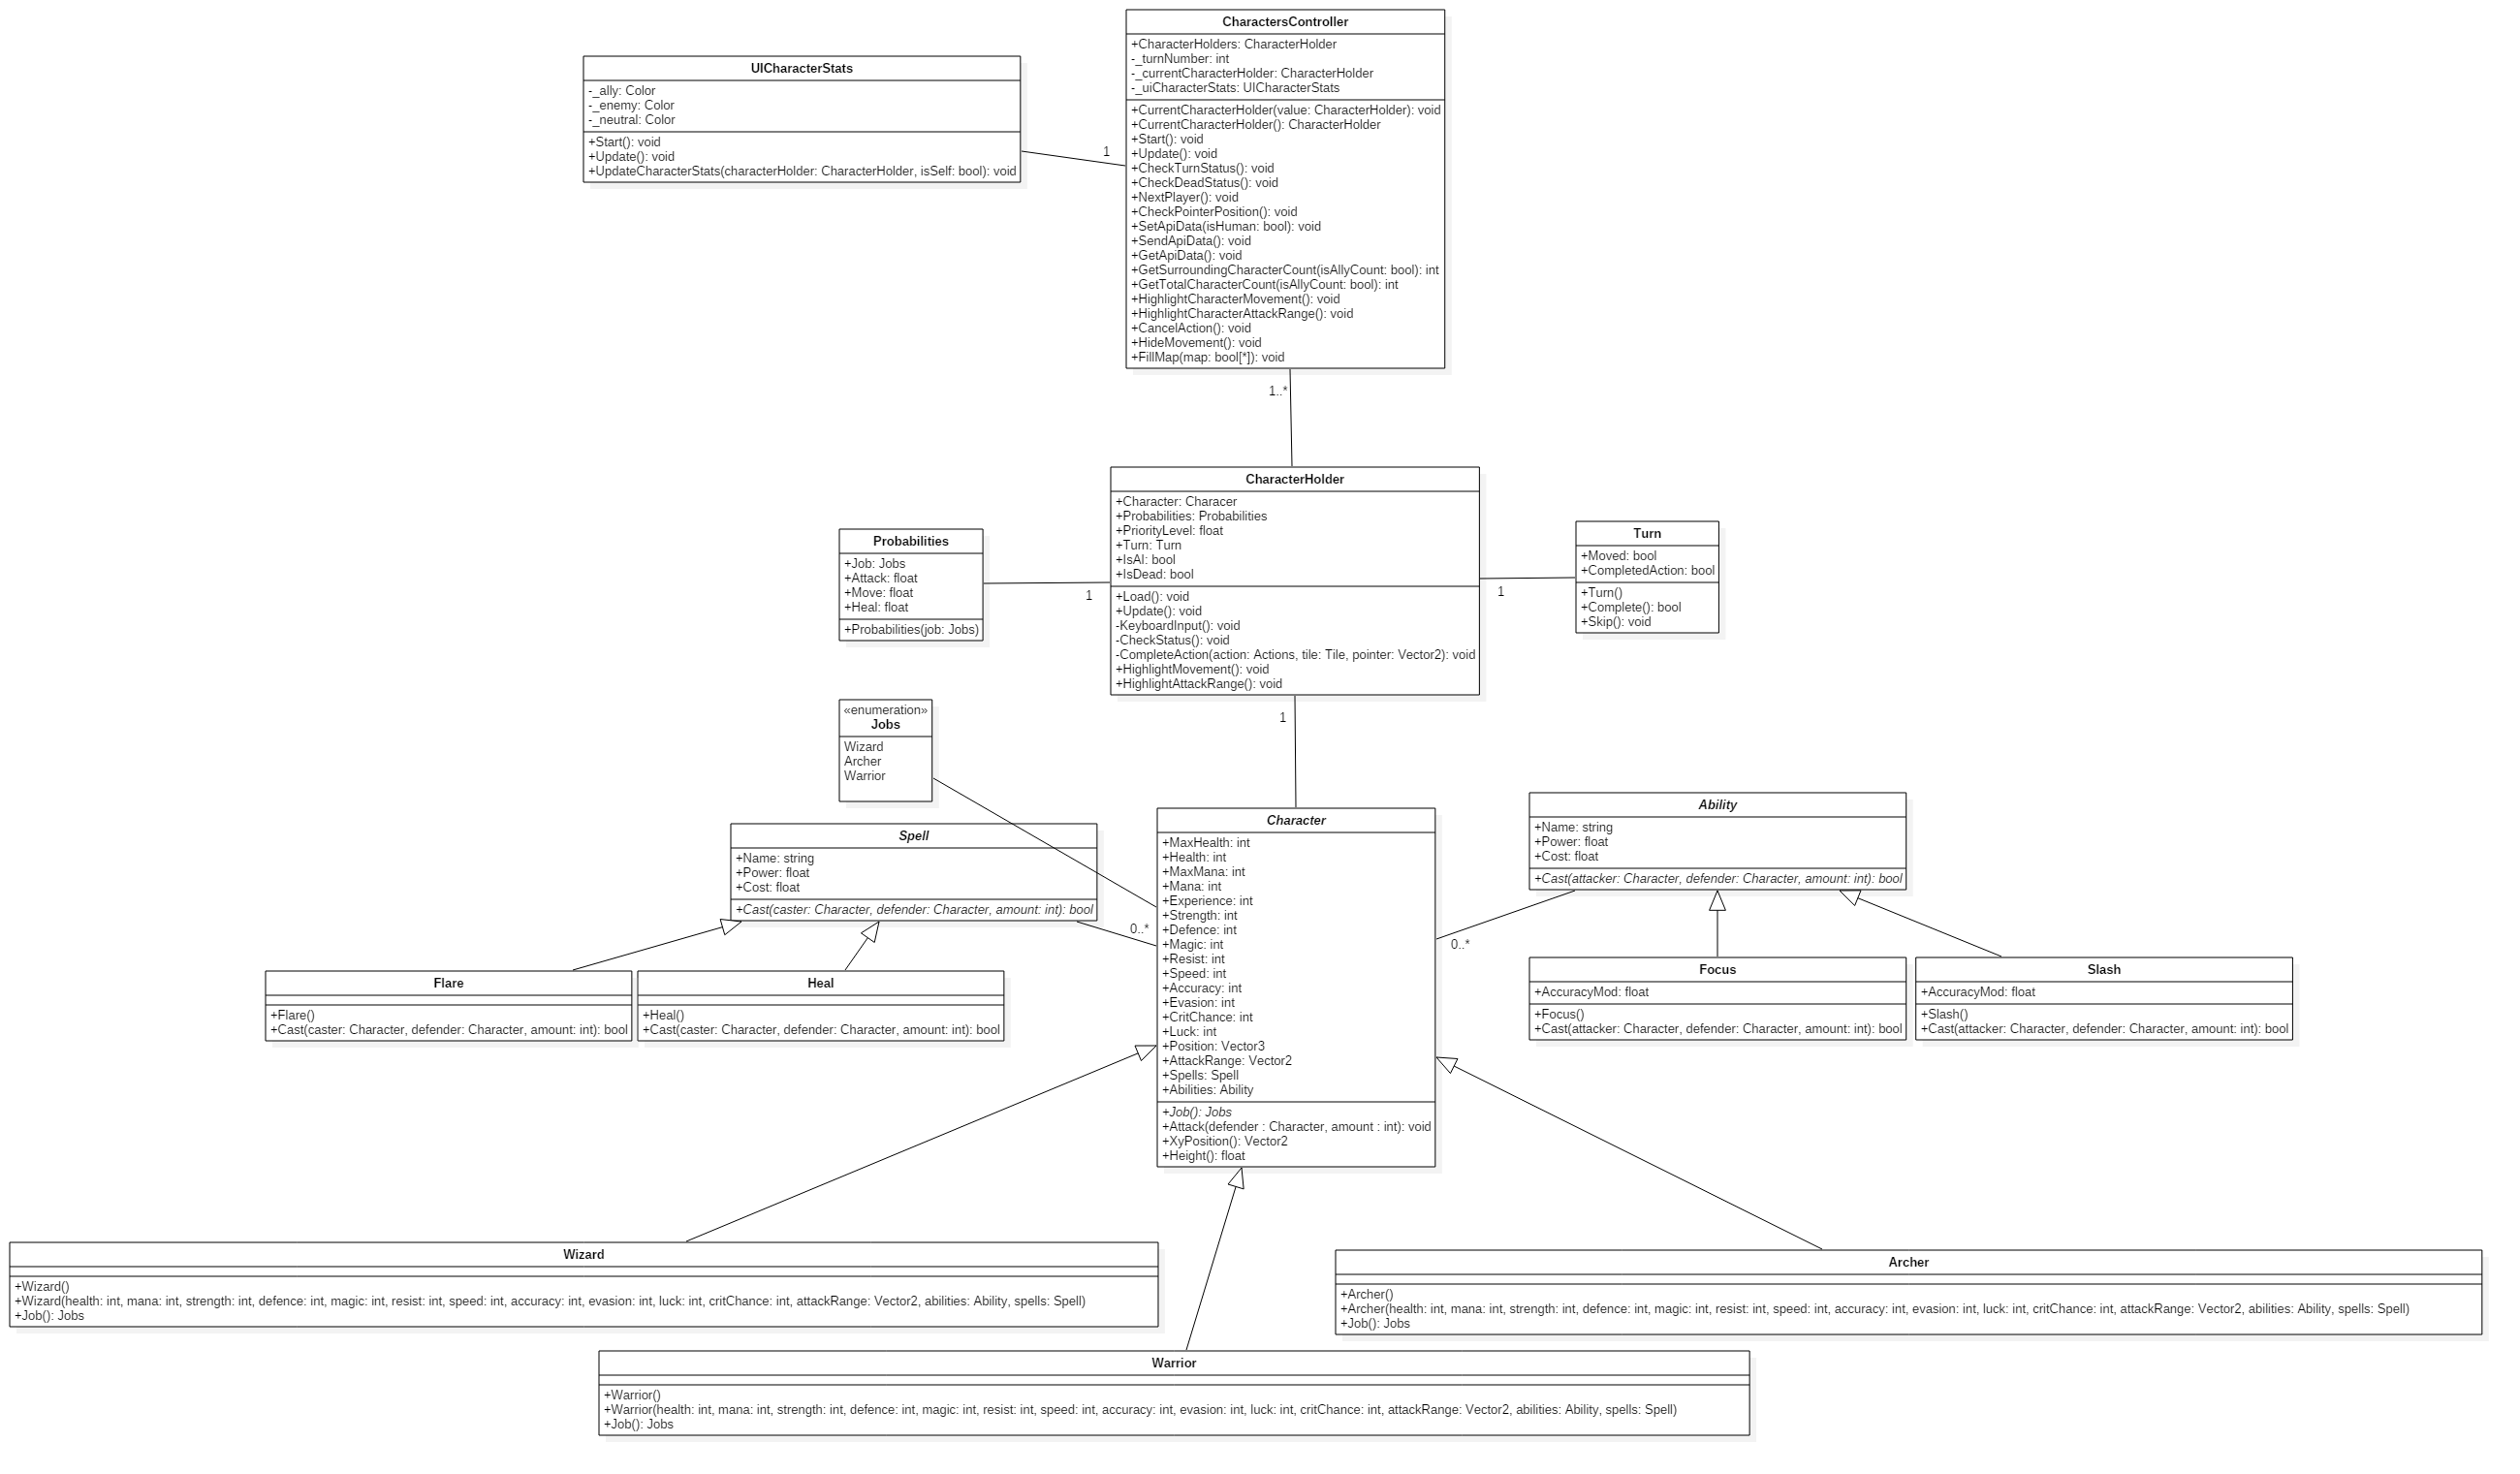 CharactersController
+CharacterHolders: CharacterHolder
-_turnNumber: int
-_currentCharacterHolder: CharacterHolder
-_uiCharacterStats: UICharacterStats
+CurrentCharacterHolder(value: CharacterHolder): void
+CurrentCharacterHolder(): CharacterHolder
+Start(): void
+Update(): void
+CheckTurnStatus(): void
+CheckDeadStatus(): void
+NextPlayer(): void
+CheckPointerPosition(): void
+SetApiData(isHuman: bool): void
+SendApiData(): void
+GetApiData(): void
+GetSurroundingCharacterCount(isAllyCount: bool): int
+GetTotalCharacterCount(isAllyCount: bool): int
+HighlightCharacterMovement(): void
+HighlightCharacterAttackRange(): void
+CancelAction(): void
+HideMovement(): void
+FillMap(map: bool[*]): void
UICharacterStats
-_ally: Color
-_enemy: Color
-_neutral: Color
+Start(): void
+Update(): void
+UpdateCharacterStats(characterHolder: CharacterHolder, isSelf: bool): void
1
1..*
CharacterHolder
+Character: Characer
+Probabilities: Probabilities
+PriorityLevel: float
+Turn: Turn
+IsAI: bool
+IsDead: bool
+Load(): void
+Update(): void
-KeyboardInput(): void
-CheckStatus(): void
-CompleteAction(action: Actions, tile: Tile, pointer: Vector2): void
+HighlightMovement(): void
+HighlightAttackRange(): void
Probabilities
+Job: Jobs
+Attack: float
+Move: float
+Heal: float
+Probabilities(job: Jobs)
1
Turn
+Moved: bool
+CompletedAction: bool
+Turn()
+Complete(): bool
+Skip(): void
1
1
«enumeration»
Jobs
Wizard
Archer
Warrior
Spell
+Name: string
+Power: float
+Cost: float
+Cast(caster: Character, defender: Character, amount: int): bool
0..*
Character
+MaxHealth: int
+Health: int
+MaxMana: int
+Mana: int
+Experience: int
+Strength: int
+Defence: int
+Magic: int
+Resist: int
+Speed: int
+Accuracy: int
+Evasion: int
+CritChance: int
+Luck: int
+Position: Vector3
+AttackRange: Vector2
+Spells: Spell
+Abilities: Ability
+Job(): Jobs
+Attack(defender : Character, amount : int): void
+XyPosition(): Vector2
+Height(): float
Ability
+Name: string
+Power: float
+Cost: float
+Cast(attacker: Character, defender: Character, amount: int): bool
0..*
Flare
+Flare()
+Cast(caster: Character, defender: Character, amount: int): bool
Heal
+Heal()
+Cast(caster: Character, defender: Character, amount: int): bool
Focus
+AccuracyMod: float
+Focus()
+Cast(attacker: Character, defender: Character, amount: int): bool
Slash
+AccuracyMod: float
+Slash()
+Cast(attacker: Character, defender: Character, amount: int): bool
Wizard
+Wizard()
+Wizard(health: int, mana: int, strength: int, defence: int, magic: int, resist: int, speed: int, accuracy: int, evasion: int, luck: int, critChance: int, attackRange: Vector2, abilities: Ability, spells: Spell)
+Job(): Jobs
Archer
+Archer()
+Archer(health: int, mana: int, strength: int, defence: int, magic: int, resist: int, speed: int, accuracy: int, evasion: int, luck: int, critChance: int, attackRange: Vector2, abilities: Ability, spells: Spell)
+Job(): Jobs
Warrior
+Warrior()
+Warrior(health: int, mana: int, strength: int, defence: int, magic: int, resist: int, speed: int, accuracy: int, evasion: int, luck: int, critChance: int, attackRange: Vector2, abilities: Ability, spells: Spell)
+Job(): Jobs